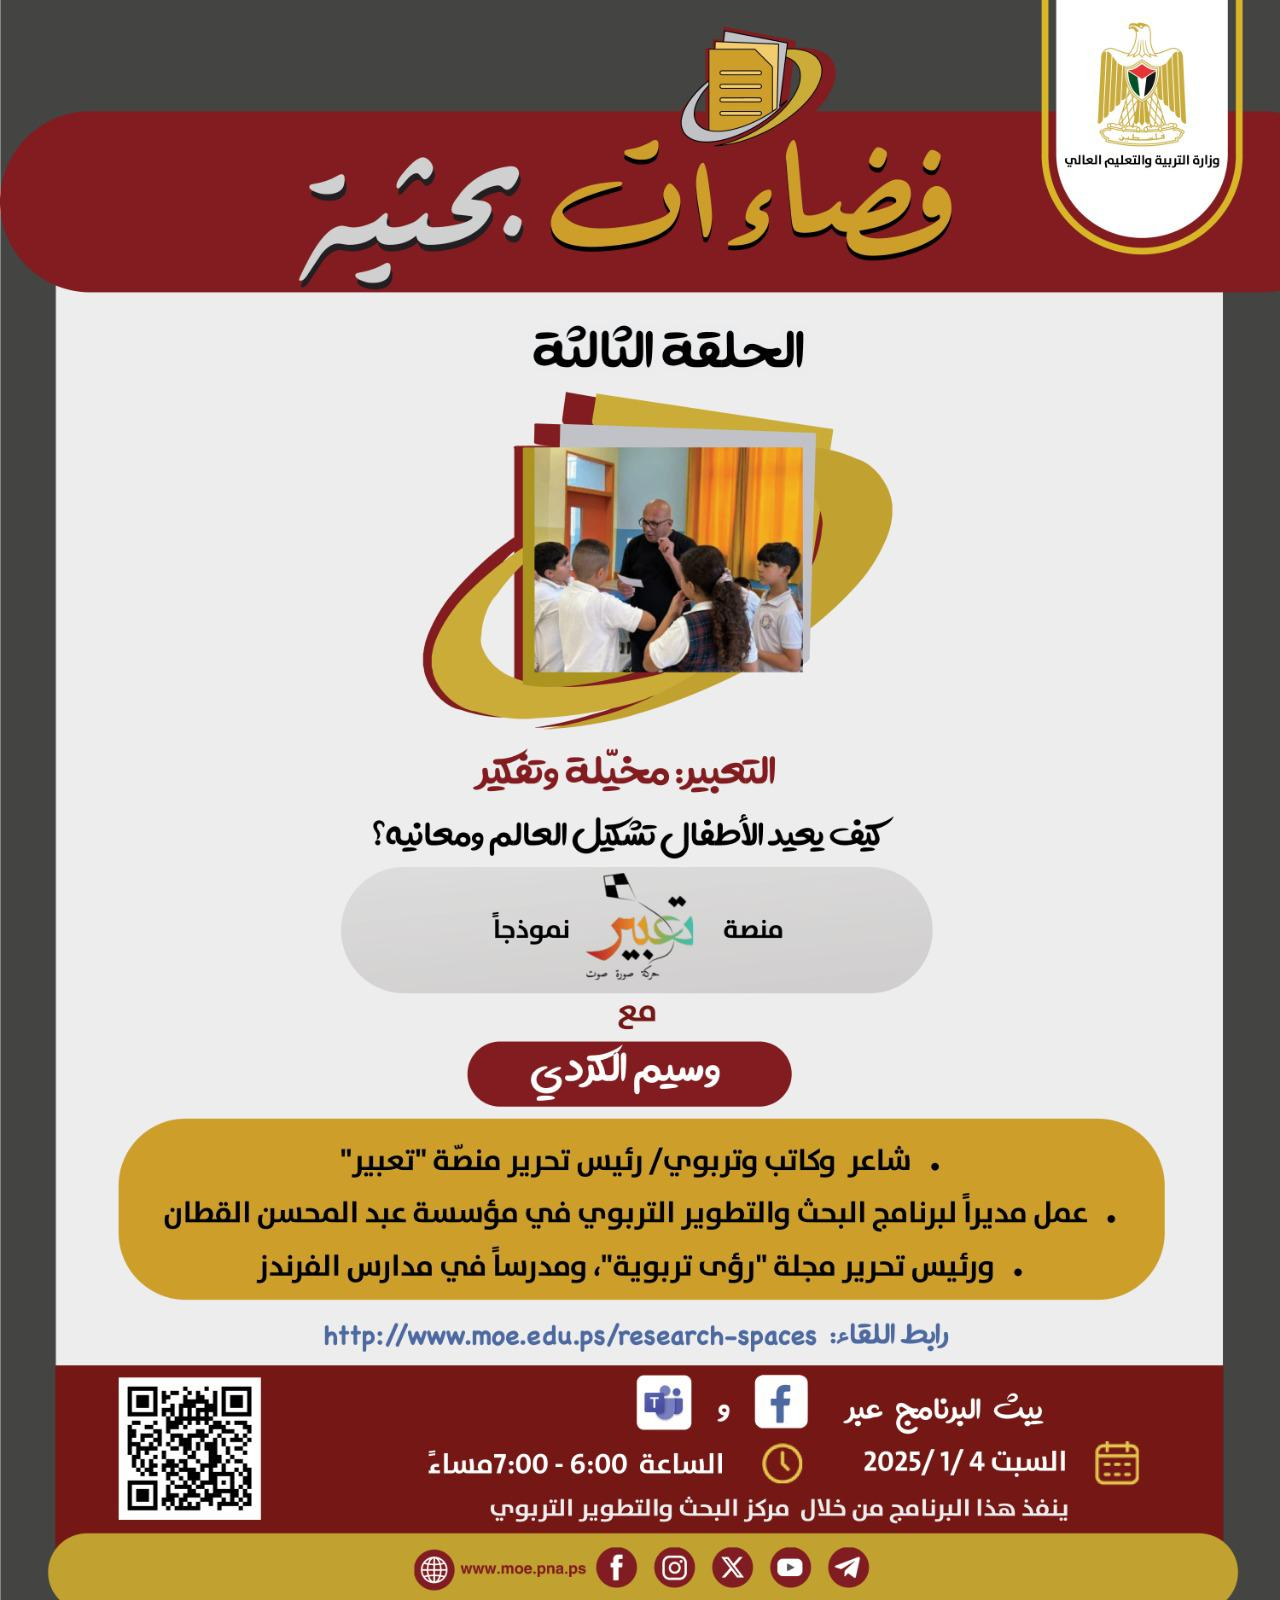 فلسطين
وزارة التربية والتعليم العالي
فضاءات بحثية
الحلقة الثالثة
التعبير: مخيّلة وتفكير
كيف يعيد الأطفال تشكيل العالم ومعانيه؟
منصة تعبير نموذجاً
حركة صورة صوت
مع
وسيم الكردي
• شاعر وكاتب وتربوي/ رئيس تحرير منصّة "تعبير"
• عمل مديراً لبرنامج البحث والتطوير التربوي في مؤسسة عبد المحسن القطان
• ورئيس تحرير مجلة "رؤى تربوية"، ومدرساً في مدارس الفرندز
رابط اللقاء: http://www.moe.edu.ps/research-spaces
يبث البرنامج عبر f و T
السبت 4 /1 /2025 الساعة 6:00 - 7:00مساءً
ينفذ هذا البرنامج من خلال مركز البحث والتطوير التربوي
www.moe.pna.ps